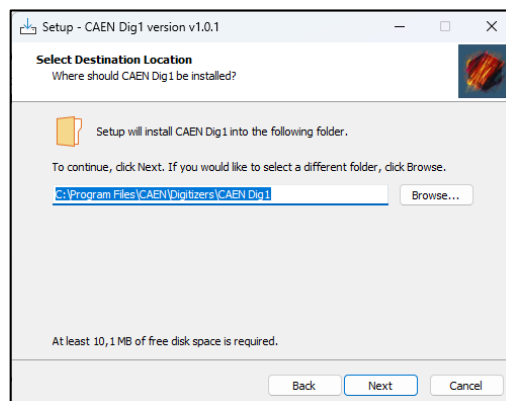 Setup - CAEN Dig1 version v1.0.1
Select Destination Location
Where should CAEN Dig1 be installed?
Setup will install CAEN Dig1 into the following folder.
To continue, click Next. If you would like to select a different folder, click Browse.
C:\Program Files\CAEN\Digitizers\CAEN Dig1
Browse...
At least 10,1 MB of free disk space is required.
Back
Next
Cancel